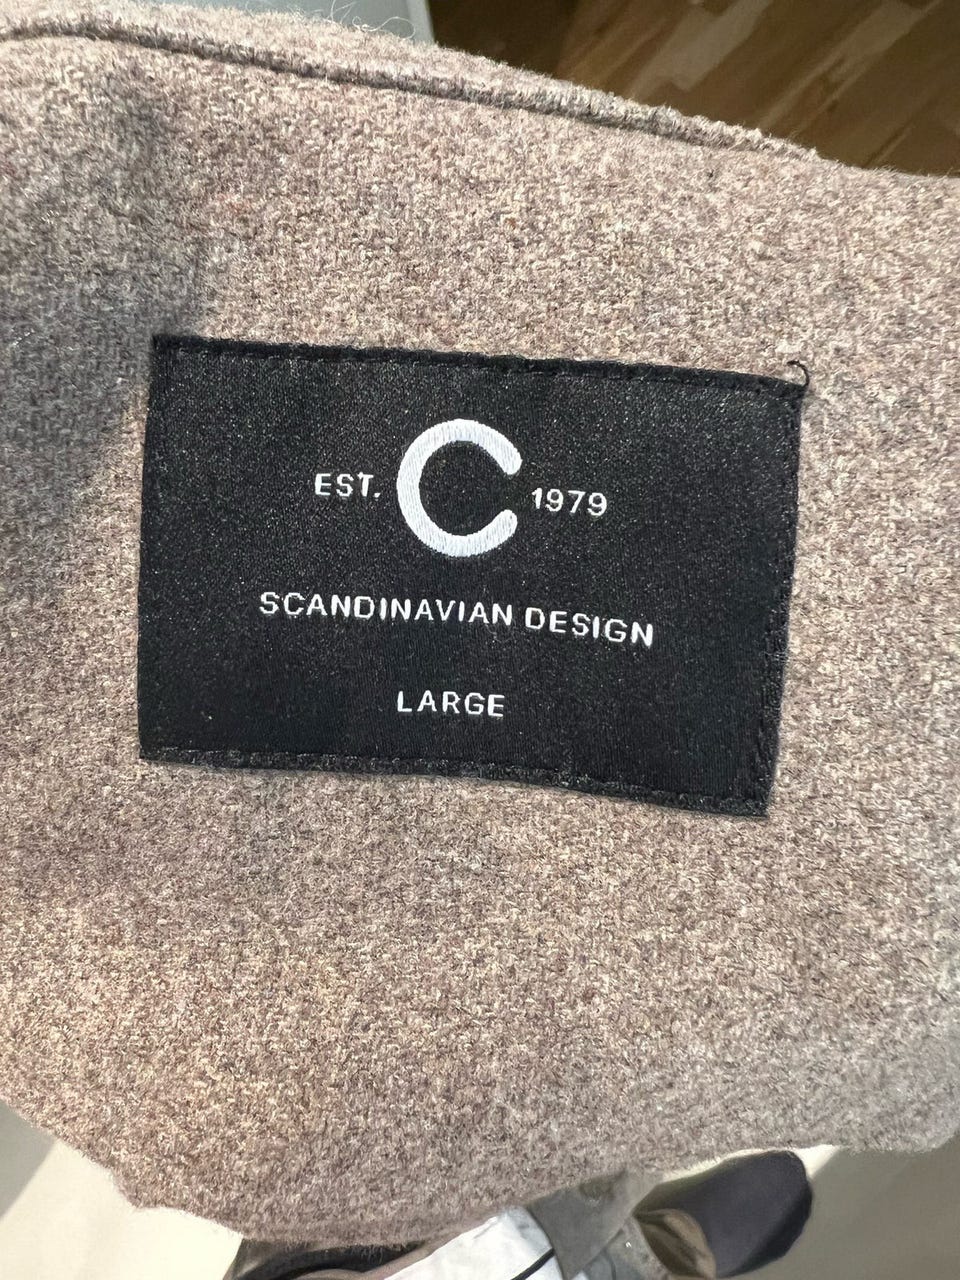 EST. C 1979
SCANDINAVIAN DESIGN
LARGE